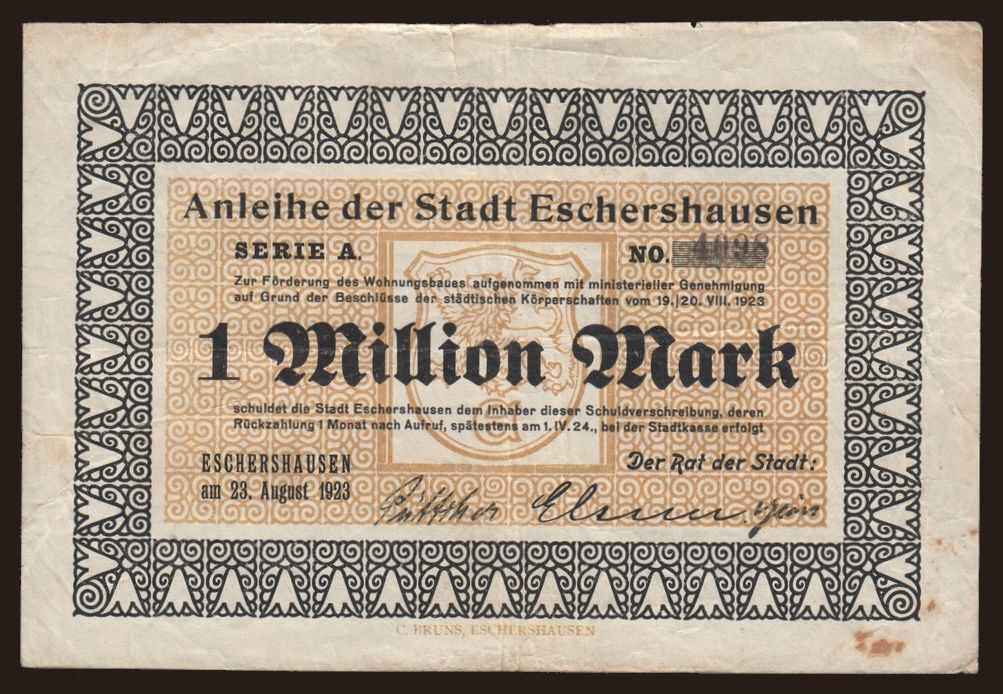 Anleihe der Stadt Eschershausen
SERIE A. NO. 4098
Zur Förderung des Wohnungsbaues aufgenommen mit ministerieller Genehmigung
auf Grund der Beschlüsse der städtischen Körperschaften vom 19.|20. VIII. 1923
1 Million Mark
schuldet die Stadt Eschershausen dem Inhaber dieser Schuldverschreibung, deren
Rückzahlung 1 Monat nach Aufruf, spätestens am 1. IV. 24., bei der Stadtkasse erfolgt
ESCHERSHAUSEN Der Rat der Stadt:
am 23. August 1923
C. BRUNS, ESCHERSHAUSEN